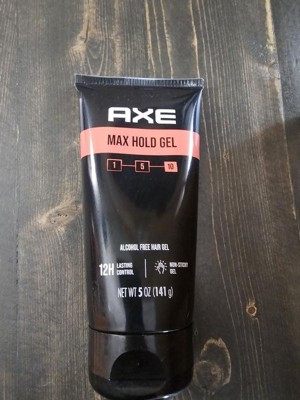 AXE
MAX HOLD GEL
1 5 10
ALCOHOL FREE HAIR GEL
12H LASTING CONTROL
NON-STICKY GEL
NET WT 5 OZ (141 g)